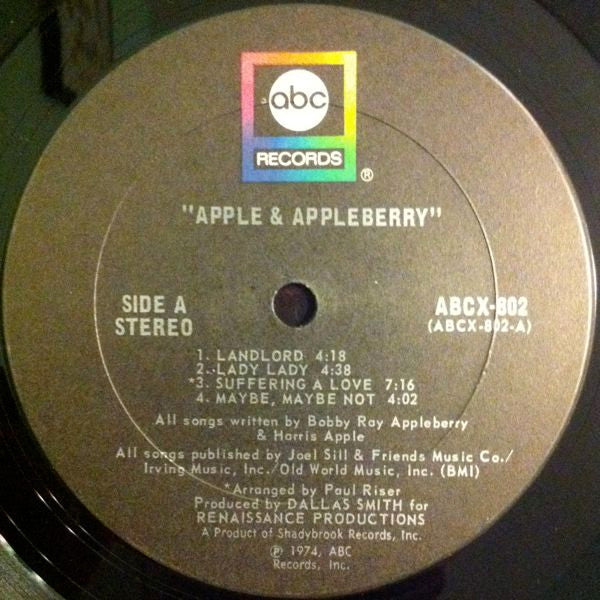 abc
RECORDS
®
"APPLE & APPLEBERRY"
SIDE A
STEREO
ABCX-802
(ABCX-802-A)
1. LANDLORD 4:18
2. LADY LADY 4:38
*3. SUFFERING A LOVE 7:16
4. MAYBE, MAYBE NOT 4:02
All songs written by Bobby Ray Appleberry
& Harris Apple
All songs published by Joel Sill & Friends Music Co./
Irving Music, Inc./Old World Music, Inc. (BMI)
*Arranged by Paul Riser
Produced by DALLAS SMITH for
RENAISSANCE PRODUCTIONS
A Product of Shadybrook Records, Inc.
℗ 1974, ABC
Records, Inc.